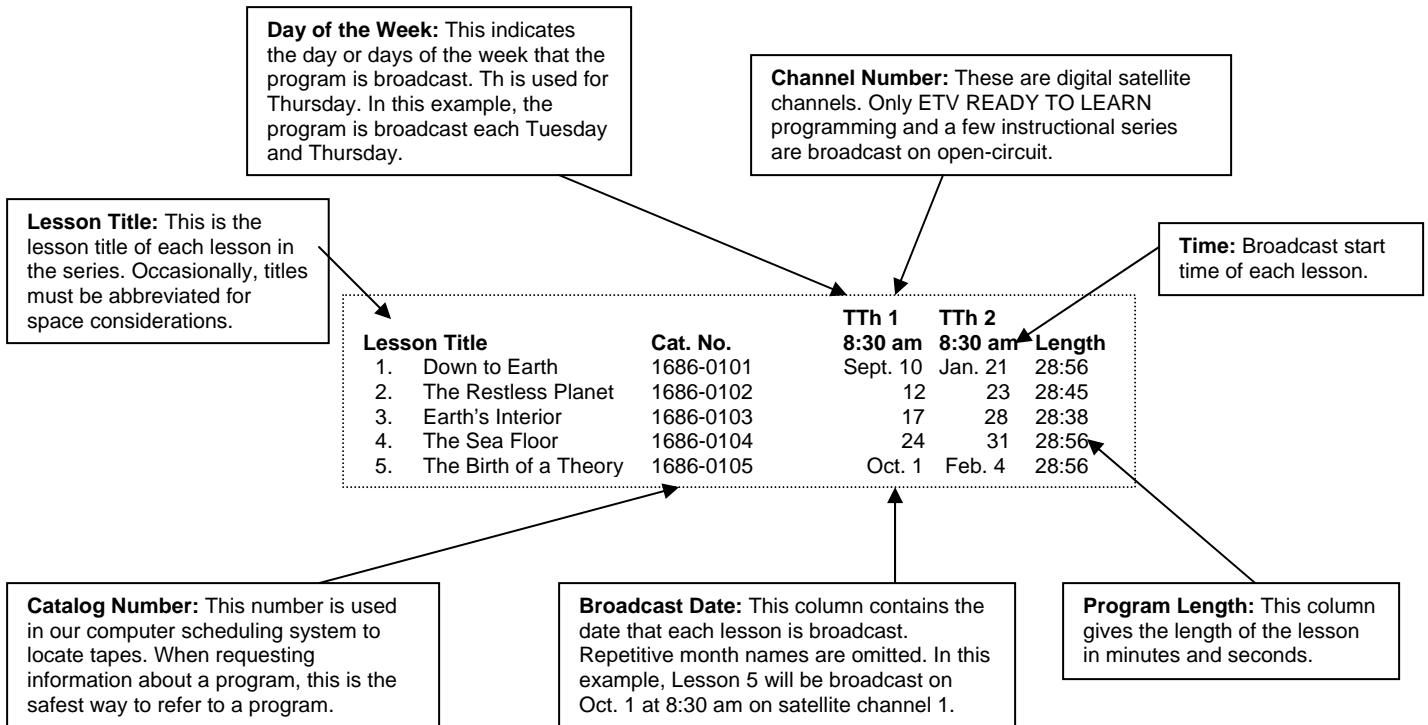 Day of the Week: This indicates
the day or days of the week that the
program is broadcast. Th is used for
Thursday. In this example, the
program is broadcast each Tuesday
and Thursday.
Channel Number: These are digital satellite
channels. Only ETV READY TO LEARN
programming and a few instructional series
are broadcast on open-circuit.
Lesson Title: This is the
lesson title of each lesson in
the series. Occasionally, titles
must be abbreviated for
space considerations.
Time: Broadcast start
time of each lesson.
TTh 1 TTh 2
Lesson Title Cat. No. 8:30 am 8:30 am Length
1. Down to Earth 1686-0101 Sept. 10 Jan. 21 28:56
2. The Restless Planet 1686-0102 12 23 28:45
3. Earth's Interior 1686-0103 17 28 28:38
4. The Sea Floor 1686-0104 24 31 28:56
5. The Birth of a Theory 1686-0105 Oct. 1 Feb. 4 28:56
Catalog Number: This number is used
in our computer scheduling system to
locate tapes. When requesting
information about a program, this is the
safest way to refer to a program.
Broadcast Date: This column contains the
date that each lesson is broadcast.
Repetitive month names are omitted. In this
example, Lesson 5 will be broadcast on
Oct. 1 at 8:30 am on satellite channel 1.
Program Length: This column
gives the length of the lesson
in minutes and seconds.